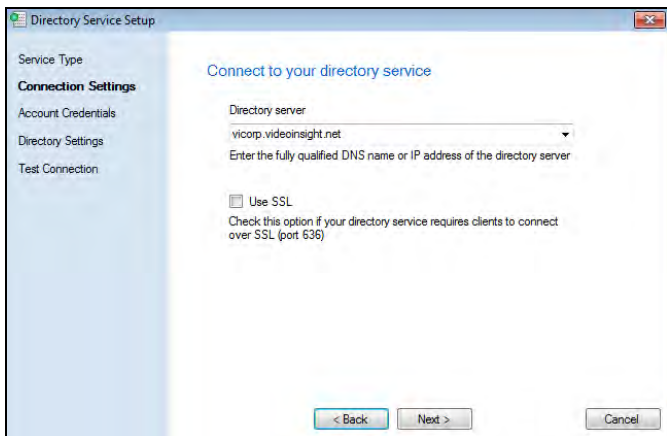 Directory Service Setup
Service Type
Connection Settings
Account Credentials
Directory Settings
Test Connection
Connect to your directory service
Directory server
vicorp.videoinsight.net
Enter the fully qualified DNS name or IP address of the directory server
Use SSL
Check this option if your directory service requires clients to connect
over SSL (port 636)
< Back
Next >
Cancel